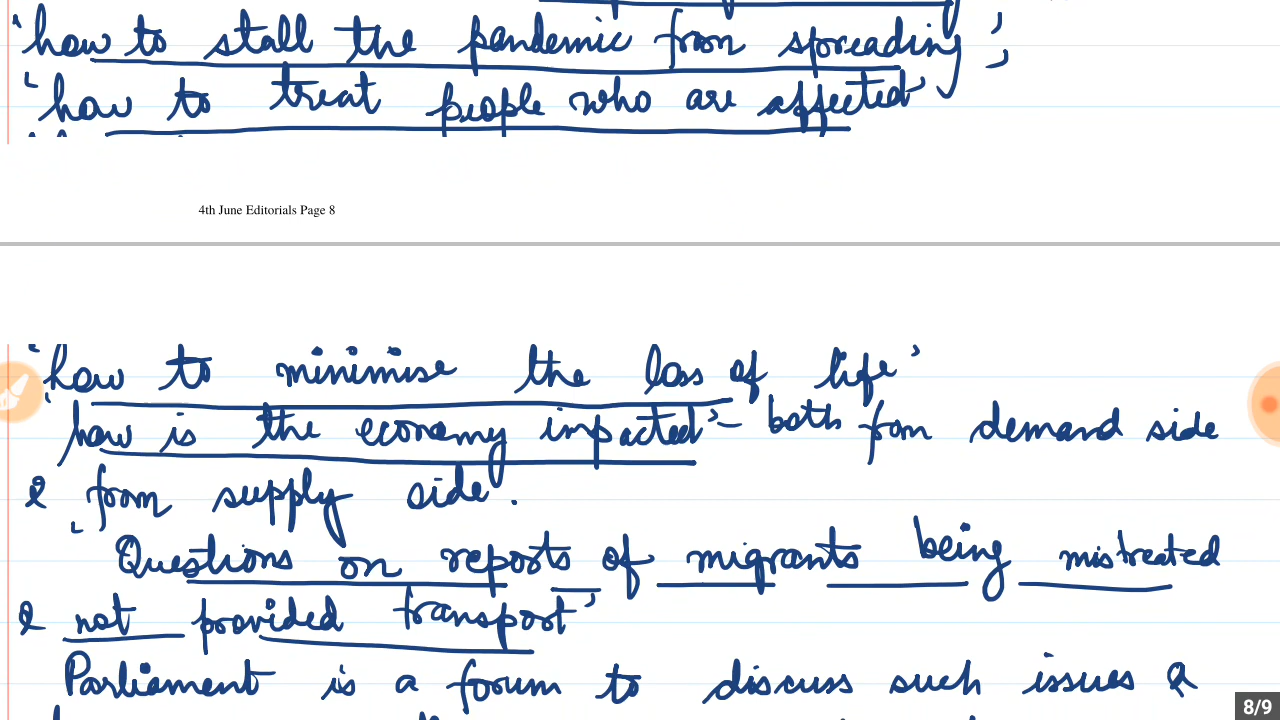 'how to stall the pandemic from spreading';
'how to treat people who are affected'
4th June Editorials Page 8
'how to minimise the loss of life'
'how is the economy impacted' - both from demand side
& from supply side.
'Questions on reports of migrants being mistreated
& not provided transport'
Parliament is a forum to discuss such issues &
8/9